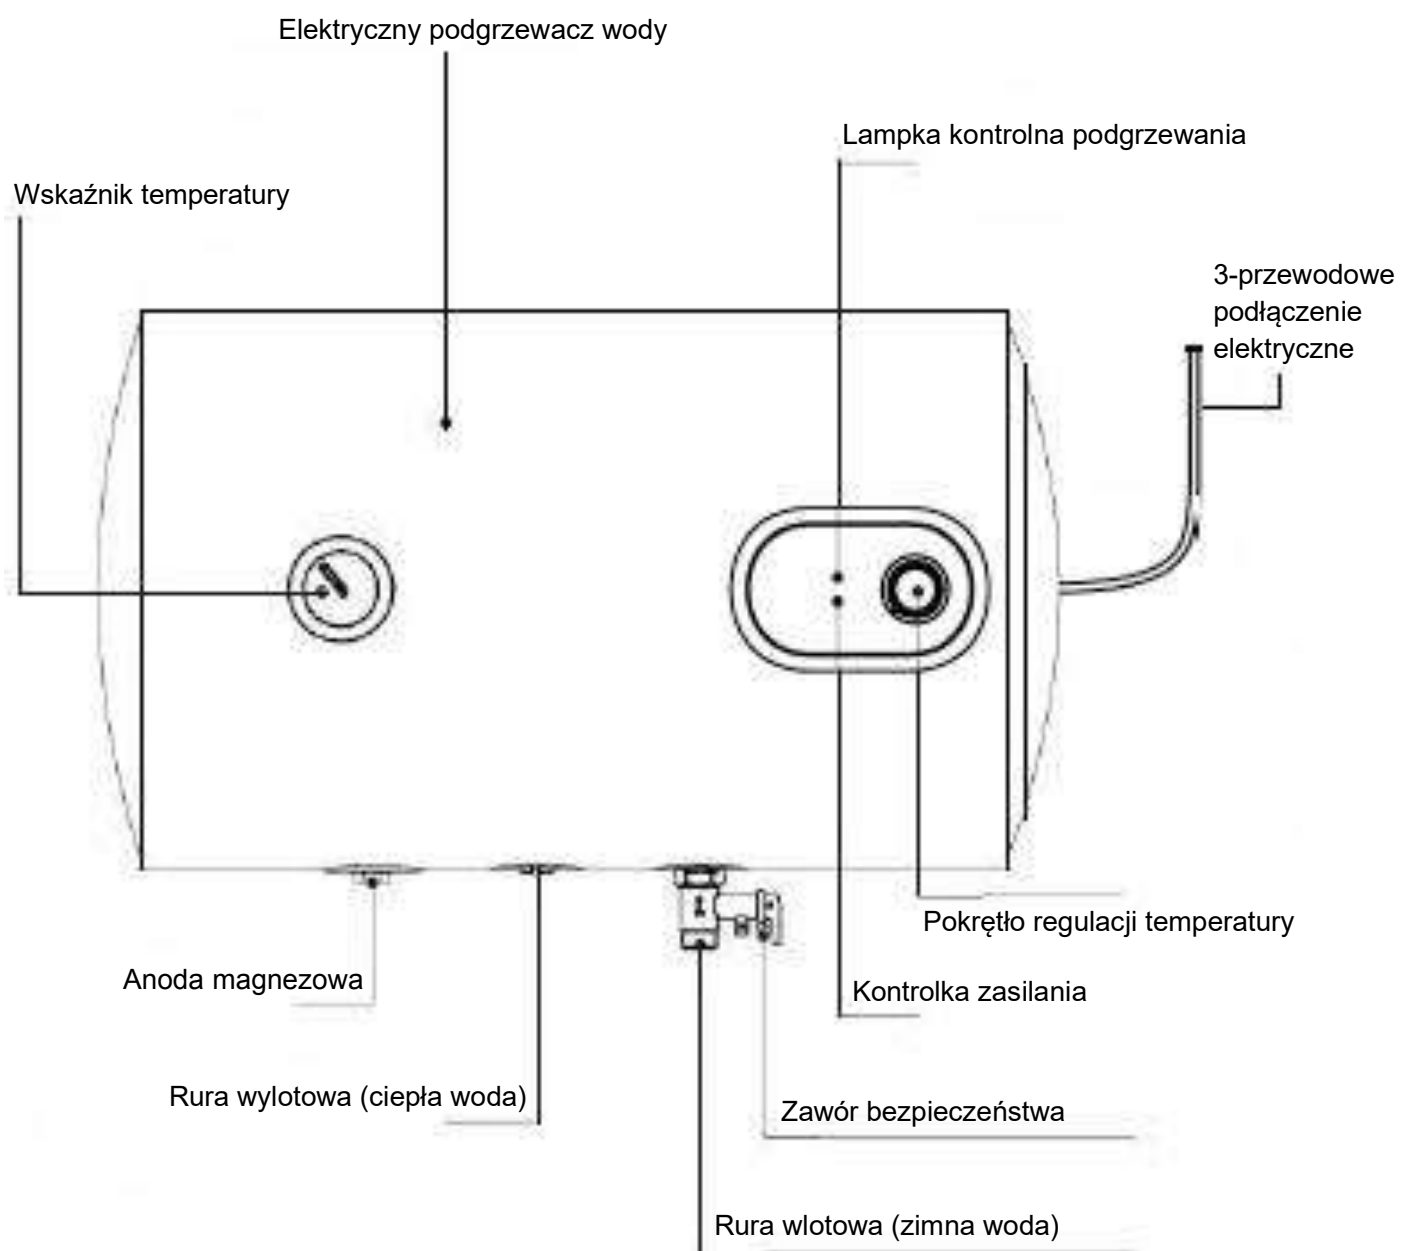 Elektryczny podgrzewacz wody
Lampka kontrolna podgrzewania
Wskaźnik temperatury
3-przewodowe
podłączenie
elektryczne
Pokrętło regulacji temperatury
Anoda magnezowa
Kontrolka zasilania
Rura wylotowa (ciepła woda)
Zawór bezpieczeństwa
Rura wlotowa (zimna woda)